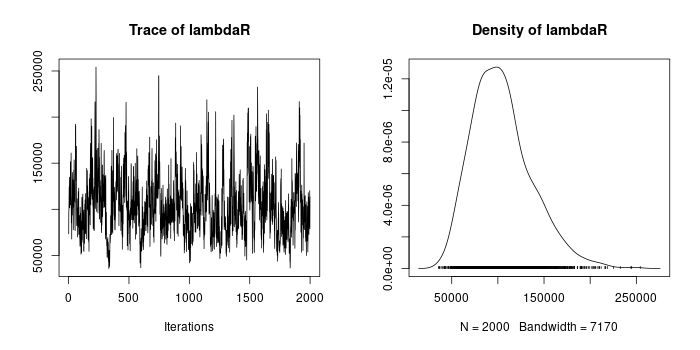 Trace of lambdaR
250000
150000
50000
0
500
1000
1500
2000
Iterations
Density of lambdaR
1.2e-05
8.0e-06
4.0e-06
0.0e+00
50000
150000
250000
N = 2000 Bandwidth = 7170